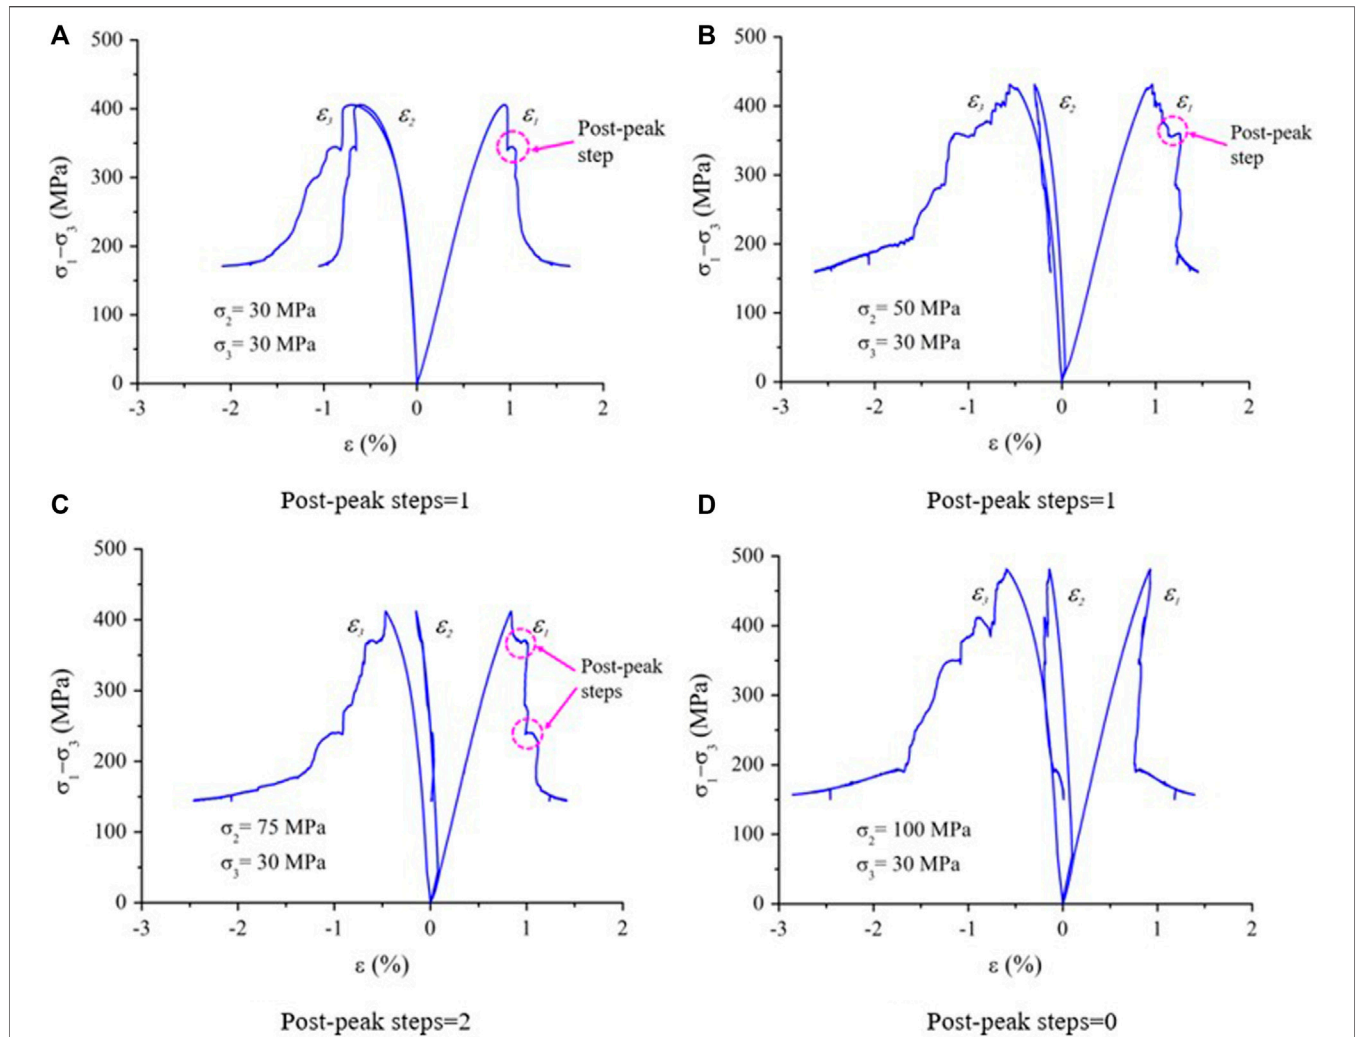 A
500
400
300
200
100
0
-3 -2 -1 0 1 2
σ₁−σ₃ (MPa)
ε (%)
ε₃
ε₂
ε₁
Post-peak
step
σ₂= 30 MPa
σ₃= 30 MPa
Post-peak steps=1
B
500
400
300
200
100
0
-3 -2 -1 0 1 2
σ₁−σ₃ (MPa)
ε (%)
ε₃
ε₂
ε₁
Post-peak
step
σ₂= 50 MPa
σ₃= 30 MPa
Post-peak steps=1
C
500
400
300
200
100
0
-3 -2 -1 0 1 2
σ₁−σ₃ (MPa)
ε (%)
ε₃
ε₂
ε₁
Post-peak
steps
σ₂= 75 MPa
σ₃= 30 MPa
Post-peak steps=2
D
500
400
300
200
100
0
-3 -2 -1 0 1 2
σ₁−σ₃ (MPa)
ε (%)
ε₃
ε₂
ε₁
σ₂= 100 MPa
σ₃= 30 MPa
Post-peak steps=0